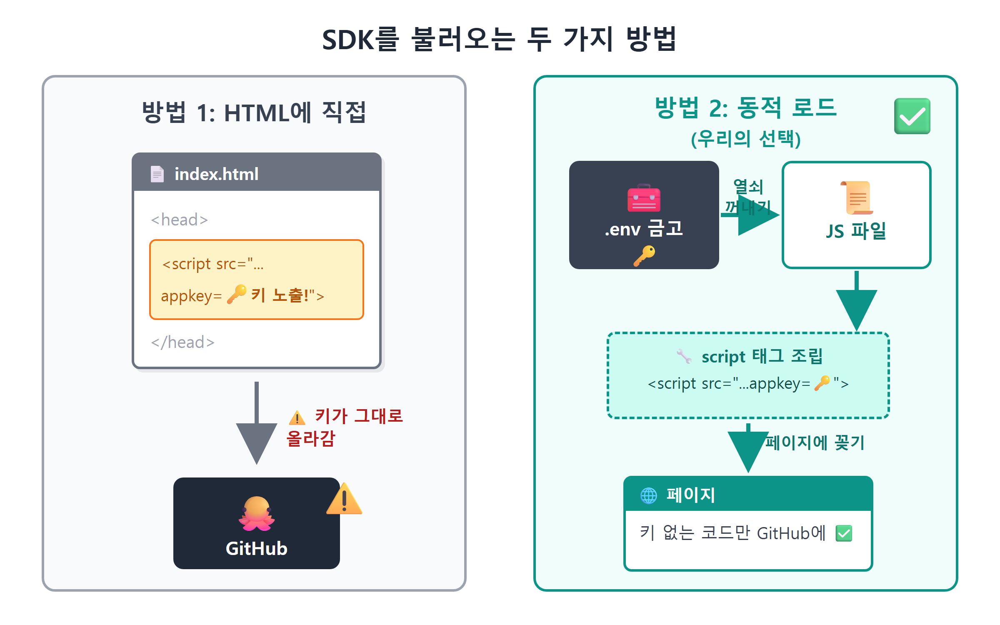 SDK를 불러오는 두 가지 방법
방법 1: HTML에 직접
index.html
<head>
<script src="...
appkey=🔑키 노출!">
</head>
⚠️ 키가 그대로
올라감
GitHub
방법 2: 동적 로드
(우리의 선택)
.env 금고
열쇠
꺼내기
JS 파일
script 태그 조립
<script src="...appkey=🔑">
페이지에 꽂기
페이지
키 없는 코드만 GitHub에 ✅